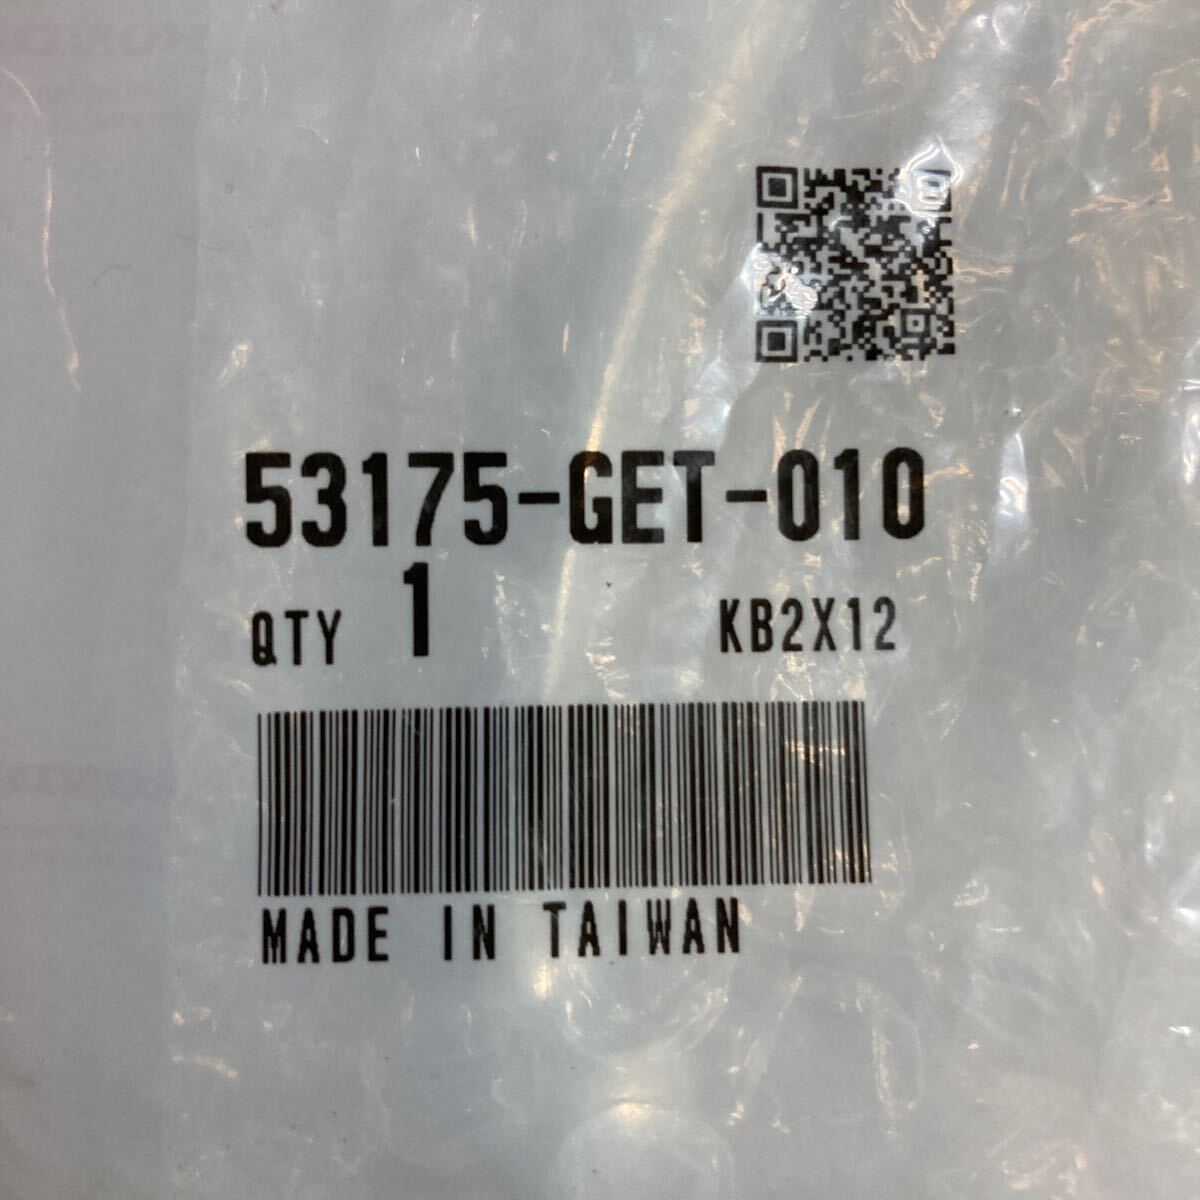 53175-GET-010
QTY 1 KB2X12
MADE IN TAIWAN